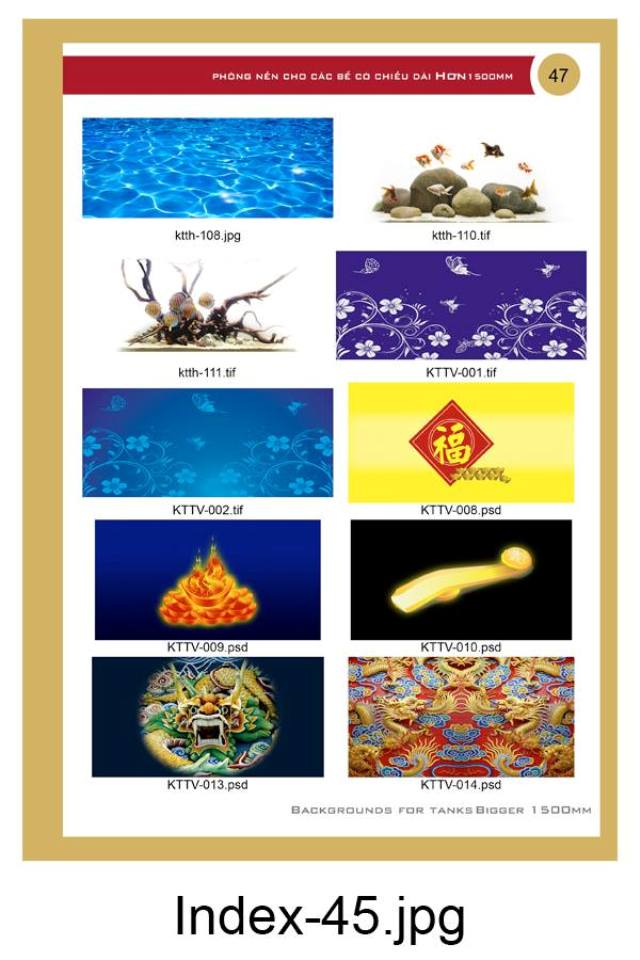 PHÔNG NỀN CHO CÁC BỂ CÓ CHIỀU DÀI HƠN 1500MM
47
ktth-108.jpg
ktth-110.tif
ktth-111.tif
KTTV-001.tif
KTTV-002.tif
福
KTTV-008.psd
KTTV-009.psd
KTTV-010.psd
KTTV-013.psd
KTTV-014.psd
BACKGROUNDS FOR TANKS BIGGER 1500MM
Index-45.jpg